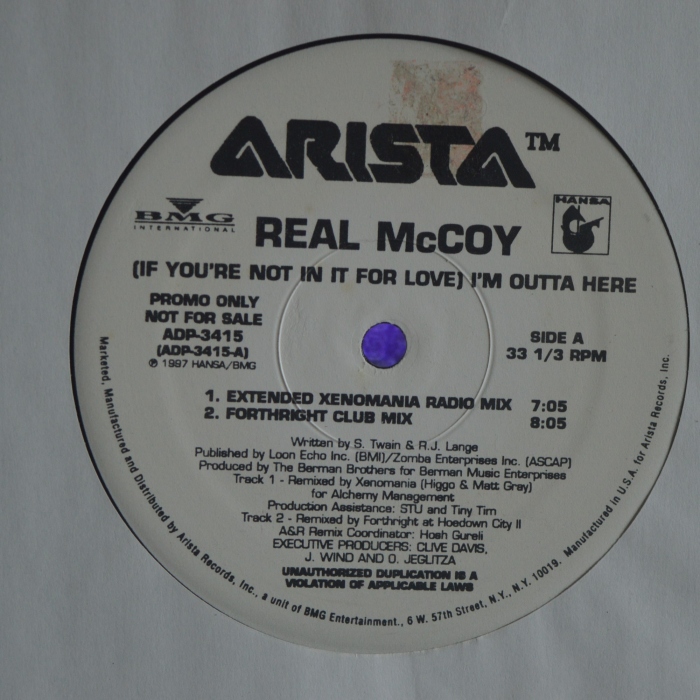 ARISTA™
BMG
INTERNATIONAL
HANSA
REAL McCOY
(IF YOU'RE NOT IN IT FOR LOVE) I'M OUTTA HERE
PROMO ONLY
NOT FOR SALE
ADP-3415
(ADP-3415-A)
℗ 1997 HANSA/BMG
SIDE A
33 1/3 RPM
1. EXTENDED XENOMANIA RADIO MIX 7:05
2. FORTHRIGHT CLUB MIX 8:05
Written by S. Twain & R.J. Lange
Published by Loon Echo Inc. (BMI)/Zomba Enterprises Inc. (ASCAP)
Produced by The Berman Brothers for Berman Music Enterprises
Track 1 - Remixed by Xenomania (Higgo & Matt Gray)
for Alchemy Management
Production Assistance: STU and Tiny Tim
Track 2 - Remixed by Forthright at Hoedown City II
A&R Remix Coordinator: Hosh Gureli
EXECUTIVE PRODUCERS: CLIVE DAVIS,
J. WIND AND O. JEGLITZA
UNAUTHORIZED DUPLICATION IS A
VIOLATION OF APPLICABLE LAWS
Marketed, Manufactured and Distributed by Arista Records, Inc., a unit of BMG Entertainment., 6 W. 57th Street, N.Y., N.Y. 10019. Manufactured in U.S.A. for Arista Records, Inc.